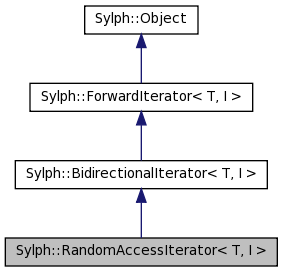 Sylph::Object
Sylph::ForwardIterator< T, I >
Sylph::BidirectionalIterator< T, I >
Sylph::RandomAccessIterator< T, I >